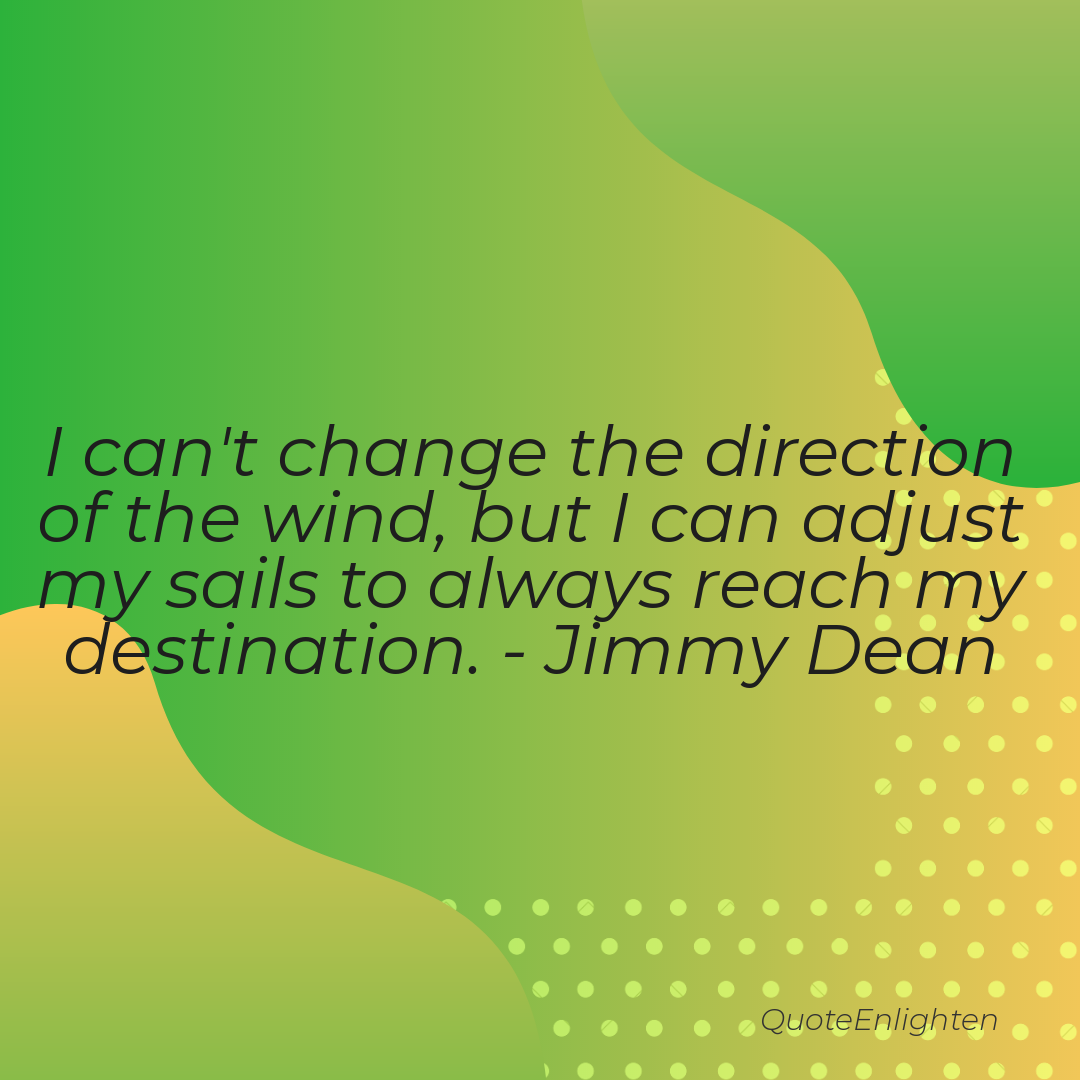 I can't change the direction
of the wind, but I can adjust
my sails to always reach my
destination. - Jimmy Dean
QuoteEnlighten